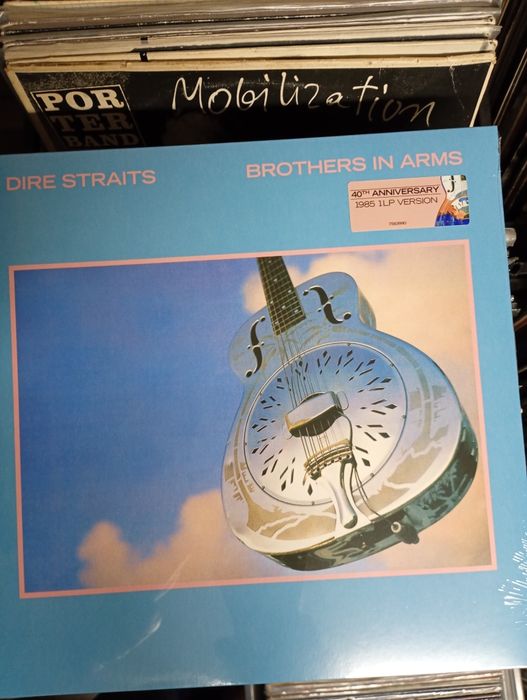 POR
TER
BAND
Mobilization
DIRE STRAITS
BROTHERS IN ARMS
40TH ANNIVERSARY
1985 1LP VERSION